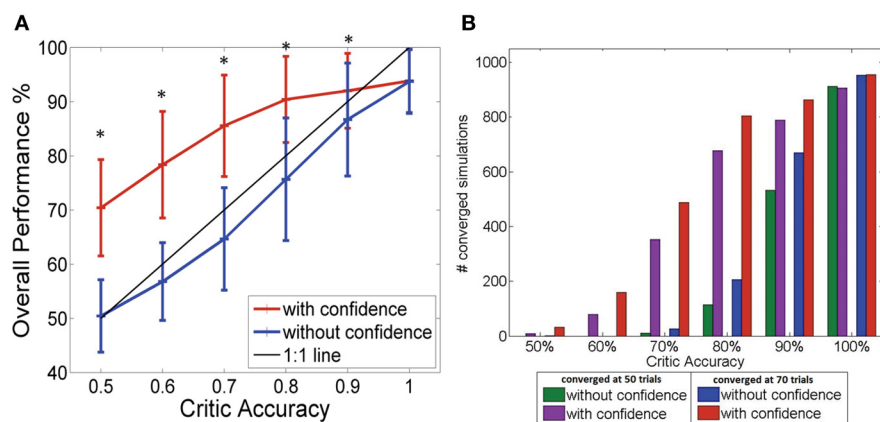 A
Overall Performance %
100
90
80
70
60
50
40
* * * * *
with confidence
without confidence
1:1 line
0.5 0.6 0.7 0.8 0.9 1
Critic Accuracy
B
# converged simulations
1000
800
600
400
200
0
50% 60% 70% 80% 90% 100%
Critic Accuracy
converged at 50 trials converged at 70 trials
without confidence without confidence
with confidence with confidence